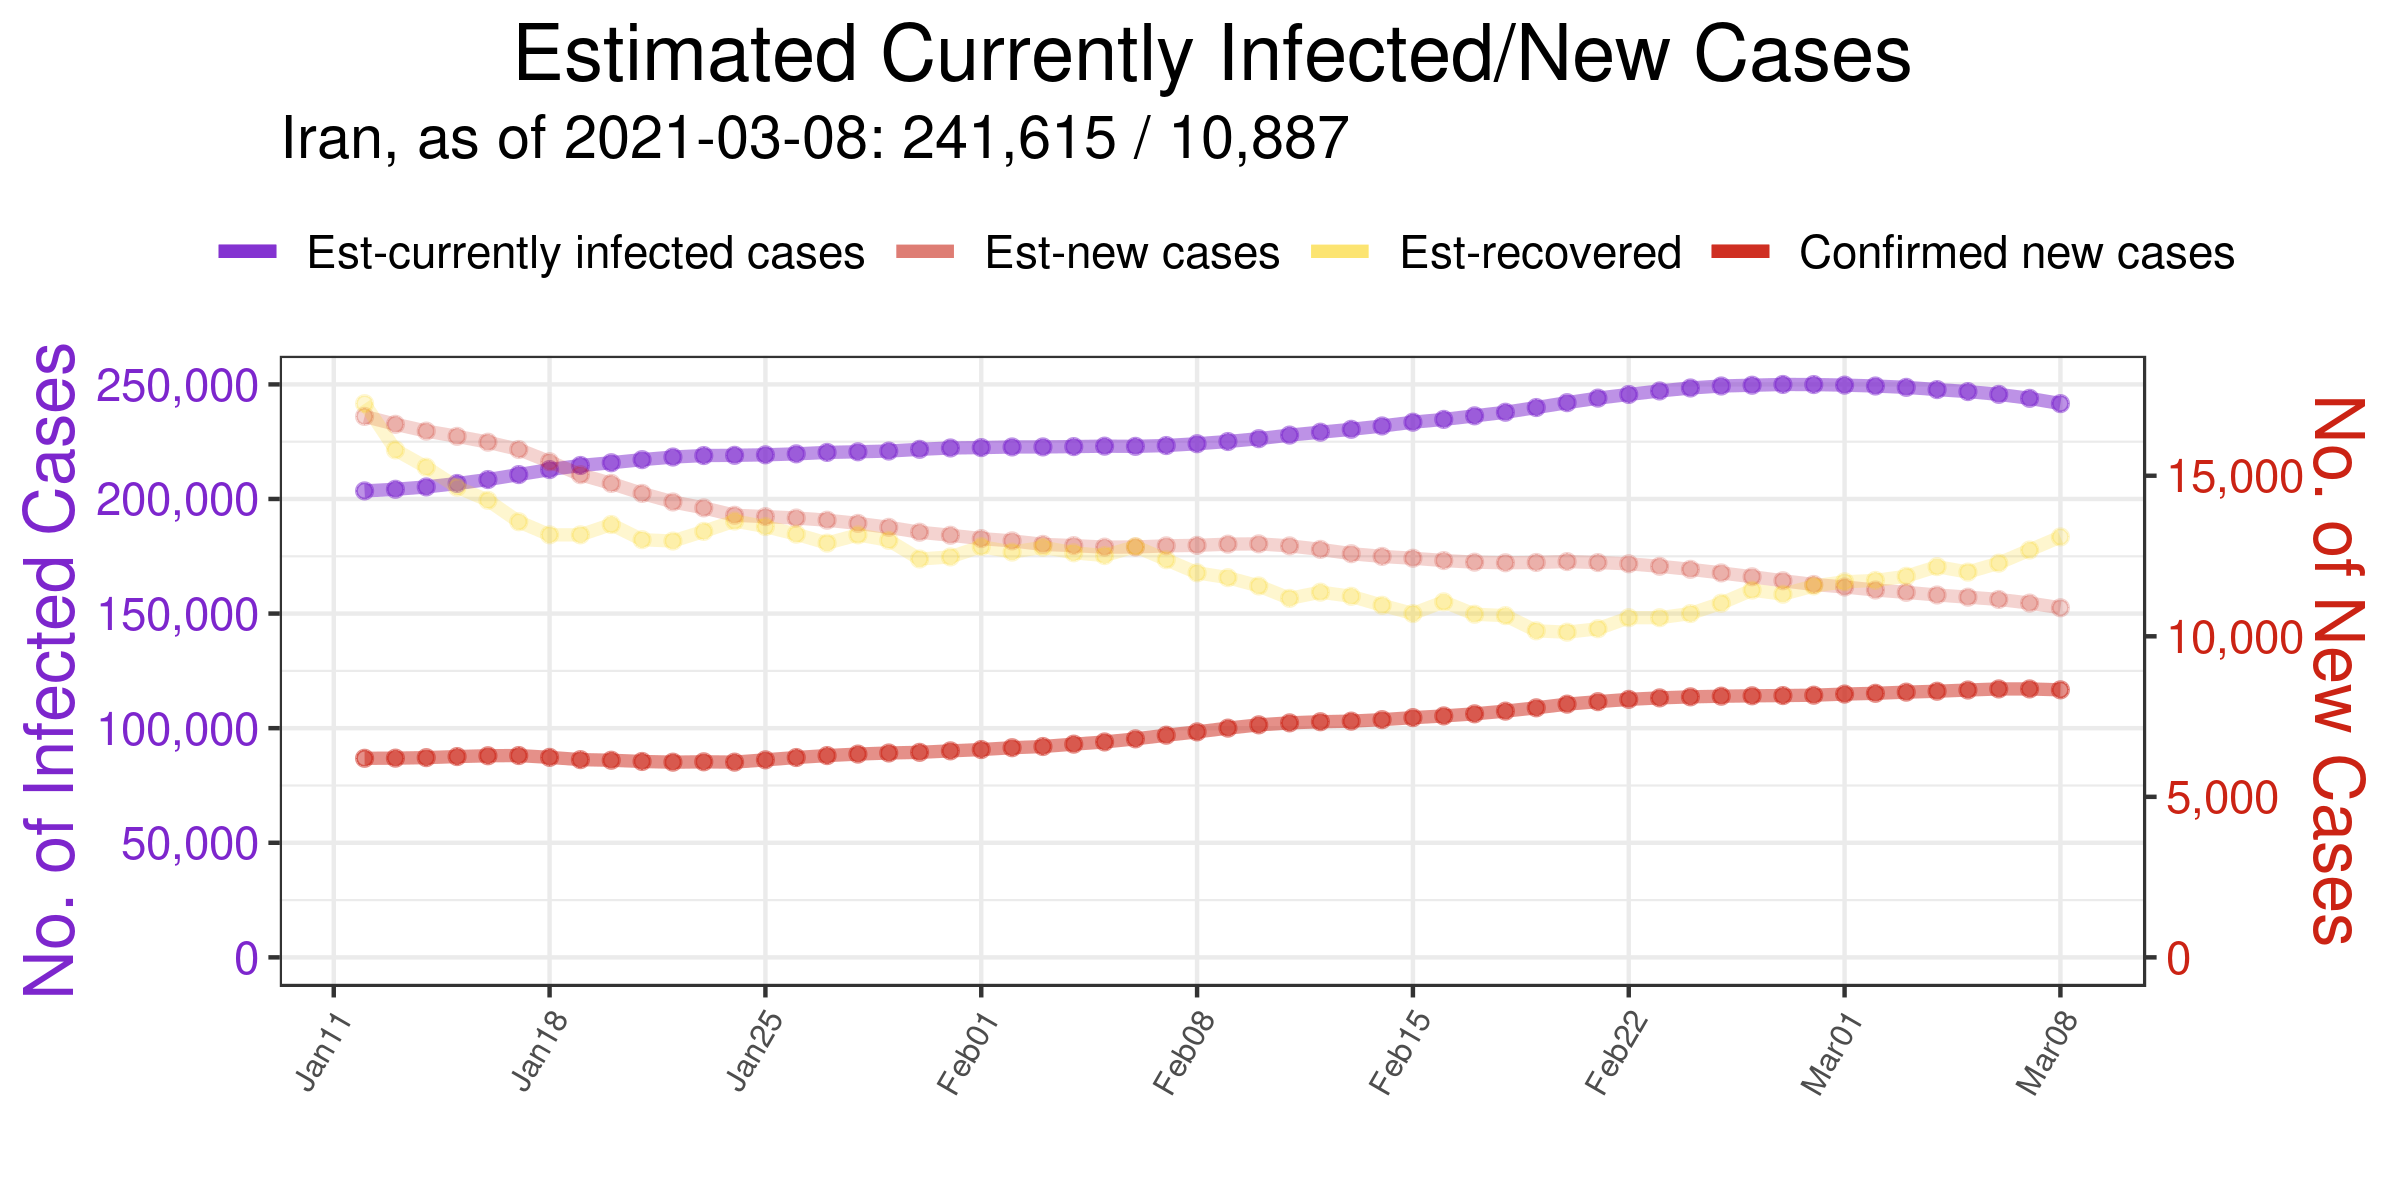 Estimated Currently Infected/New Cases
Iran, as of 2021-03-08: 241,615 / 10,887
Est-currently infected cases Est-new cases Est-recovered Confirmed new cases
No. of Infected Cases
250,000
200,000
150,000
100,000
50,000
0
15,000
10,000
5,000
0
No. of New Cases
Jan11 Jan18 Jan25 Feb01 Feb08 Feb15 Feb22 Mar01 Mar08